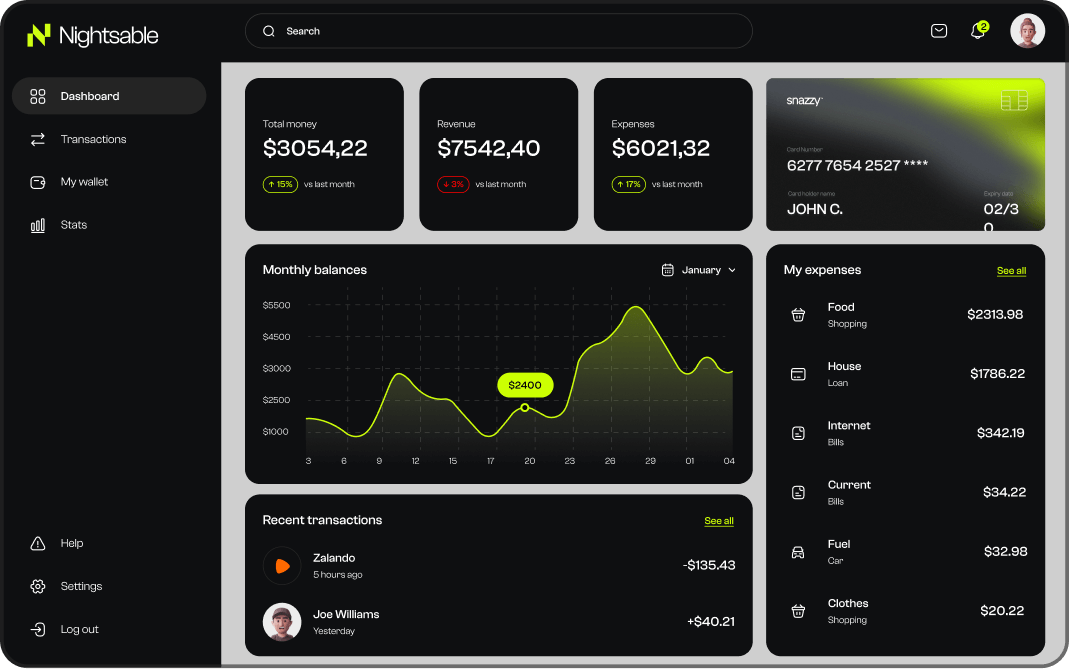 Nightsable
Search
2
Dashboard
Transactions
My wallet
Stats
Help
Settings
Log out
Total money
$3054,22
15% vs last month
Revenue
$7542,40
3% vs last month
Expenses
$6021,32
17% vs last month
snazzy
Card Number
6277 7654 2527 ****
Card holder name
JOHN C.
Expiry date
02/3
0
Monthly balances
January
$5500
$4500
$3000
$2500
$1000
$2400
3 6 9 12 15 17 20 23 26 29 01 04
Recent transactions
See all
Zalando
5 hours ago
-$135.43
Joe Williams
Yesterday
+$40.21
My expenses
See all
Food
Shopping
$2313.98
House
Loan
$1786.22
Internet
Bills
$342.19
Current
Bills
$34.22
Fuel
Car
$32.98
Clothes
Shopping
$20.22